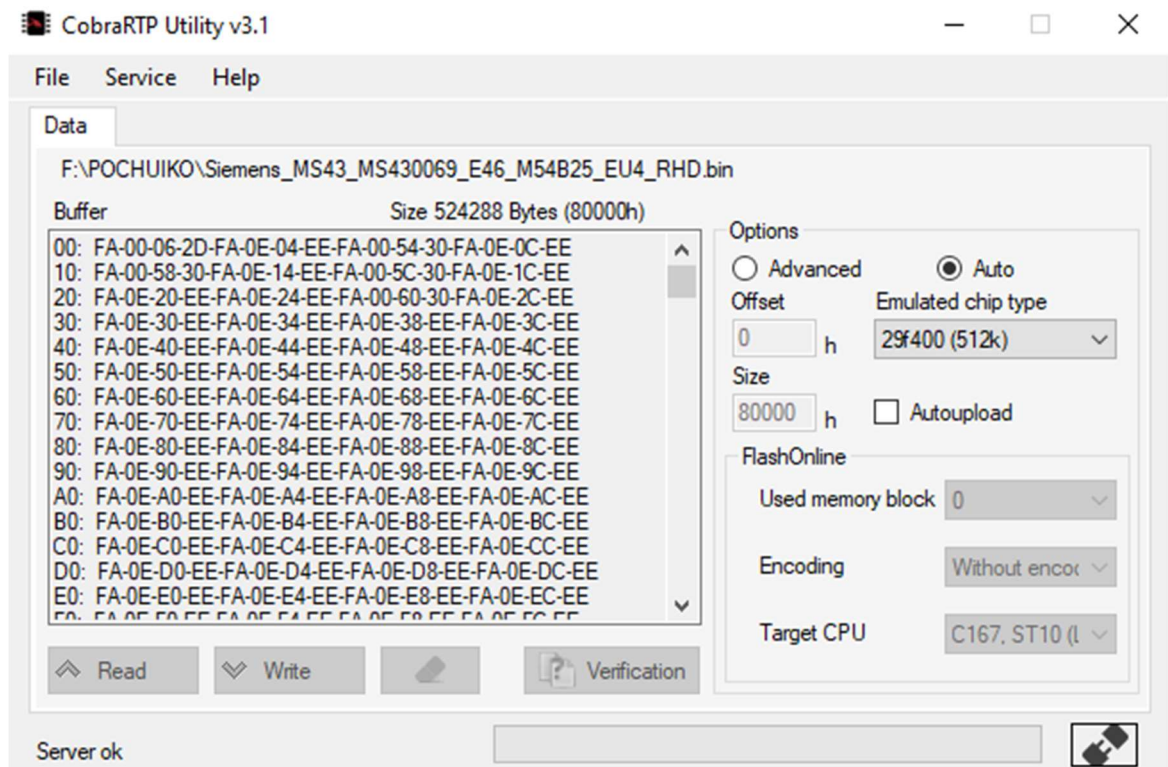 CobraRTP Utility v3.1
File Service Help
Data
F:\POCHUIKO\Siemens_MS43_MS430069_E46_M54B25_EU4_RHD.bin
Buffer Size 524288 Bytes (80000h)
00: FA-00-06-2D-FA-0E-04-EE-FA-00-54-30-FA-0E-0C-EE
10: FA-00-58-30-FA-0E-14-EE-FA-00-5C-30-FA-0E-1C-EE
20: FA-0E-20-EE-FA-0E-24-EE-FA-00-60-30-FA-0E-2C-EE
30: FA-0E-30-EE-FA-0E-34-EE-FA-0E-38-EE-FA-0E-3C-EE
40: FA-0E-40-EE-FA-0E-44-EE-FA-0E-48-EE-FA-0E-4C-EE
50: FA-0E-50-EE-FA-0E-54-EE-FA-0E-58-EE-FA-0E-5C-EE
60: FA-0E-60-EE-FA-0E-64-EE-FA-0E-68-EE-FA-0E-6C-EE
70: FA-0E-70-EE-FA-0E-74-EE-FA-0E-78-EE-FA-0E-7C-EE
80: FA-0E-80-EE-FA-0E-84-EE-FA-0E-88-EE-FA-0E-8C-EE
90: FA-0E-90-EE-FA-0E-94-EE-FA-0E-98-EE-FA-0E-9C-EE
A0: FA-0E-A0-EE-FA-0E-A4-EE-FA-0E-A8-EE-FA-0E-AC-EE
B0: FA-0E-B0-EE-FA-0E-B4-EE-FA-0E-B8-EE-FA-0E-BC-EE
C0: FA-0E-C0-EE-FA-0E-C4-EE-FA-0E-C8-EE-FA-0E-CC-EE
D0: FA-0E-D0-EE-FA-0E-D4-EE-FA-0E-D8-EE-FA-0E-DC-EE
E0: FA-0E-E0-EE-FA-0E-E4-EE-FA-0E-E8-EE-FA-0E-EC-EE
Read Write Verification
Options
Advanced Auto
Offset Emulated chip type
0 h 29f400 (512k)
Size
80000 h Autoupload
FlashOnline
Used memory block 0
Encoding Without enco
Target CPU C167, ST10 (
Server ok